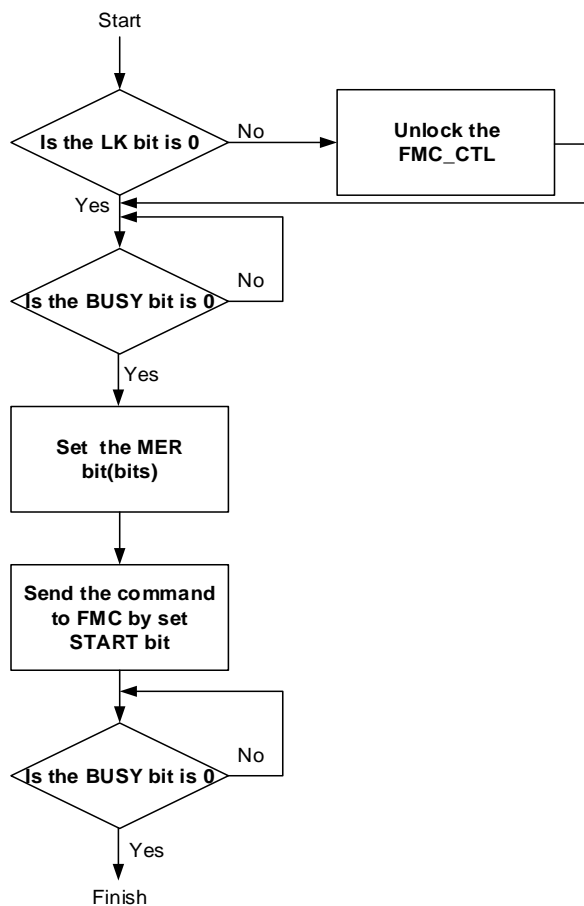 Start
Is the LK bit is 0
No
Unlock the
FMC_CTL
Yes
No
Is the BUSY bit is 0
Yes
Set the MER
bit(bits)
Send the command
to FMC by set
START bit
No
Is the BUSY bit is 0
Yes
Finish